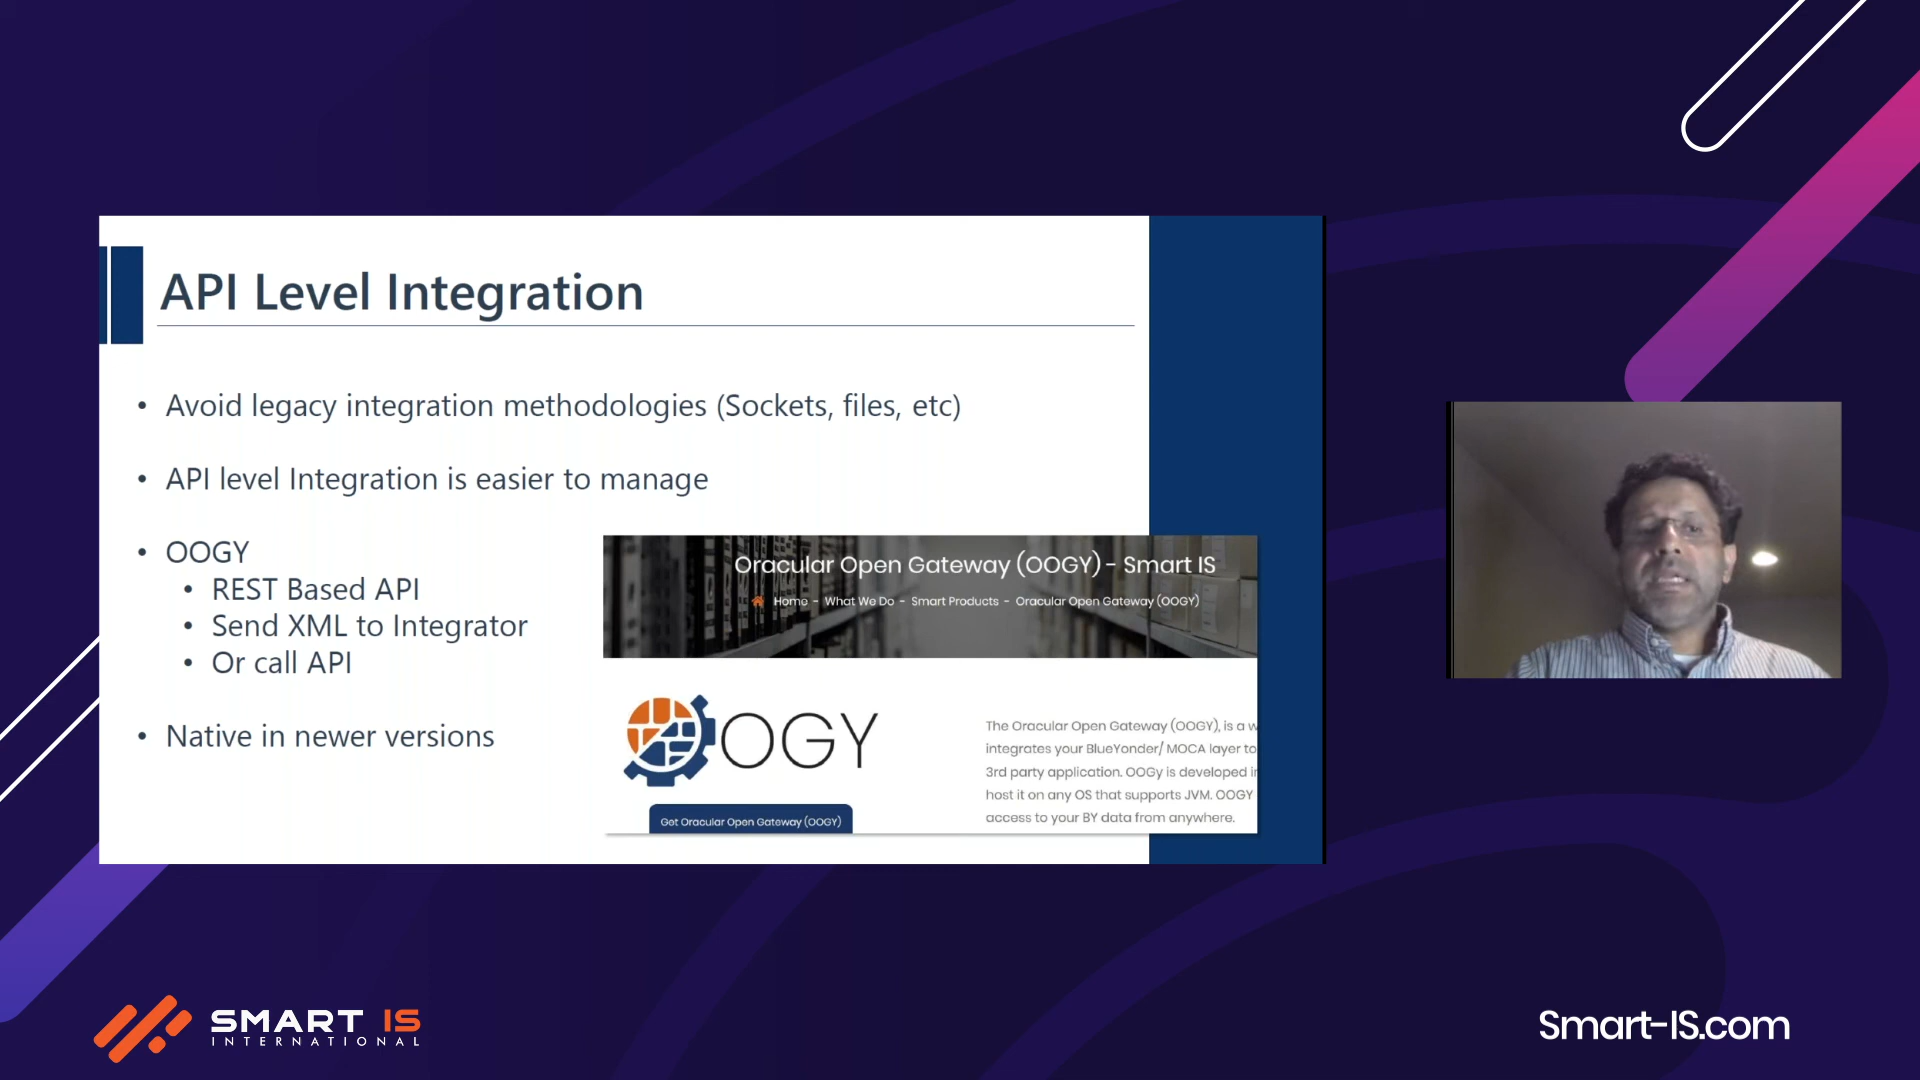 API Level Integration
• Avoid legacy integration methodologies (Sockets, files, etc)
• API level Integration is easier to manage
• OOGY
• REST Based API
• Send XML to Integrator
• Or call API
• Native in newer versions
Oracular Open Gateway (OOGY) - Smart IS
Home - What We Do - Smart Products - Oracular Open Gateway (OOGY)
OGY
Get Oracular Open Gateway (OOGY)
The Oracular Open Gateway (OOGY), is a w
integrates your BlueYonder/ MOCA layer to
3rd party application. OOGy is developed in
host it on any OS that supports JVM. OOGY
access to your BY data from anywhere.
SMART IS
INTERNATIONAL
Smart-IS.com